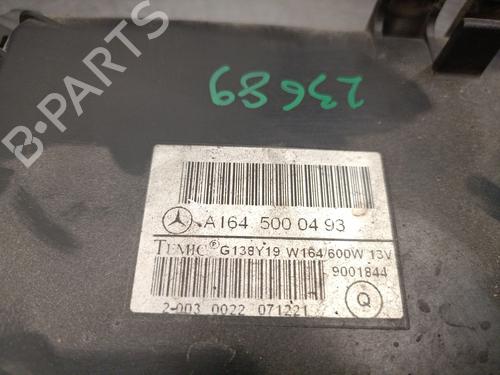 B-PARTS
23689
A164 500 04 93
TEMIC® G138Y19 W164/600W 13V
9001844
Q
2-003 0022 071221